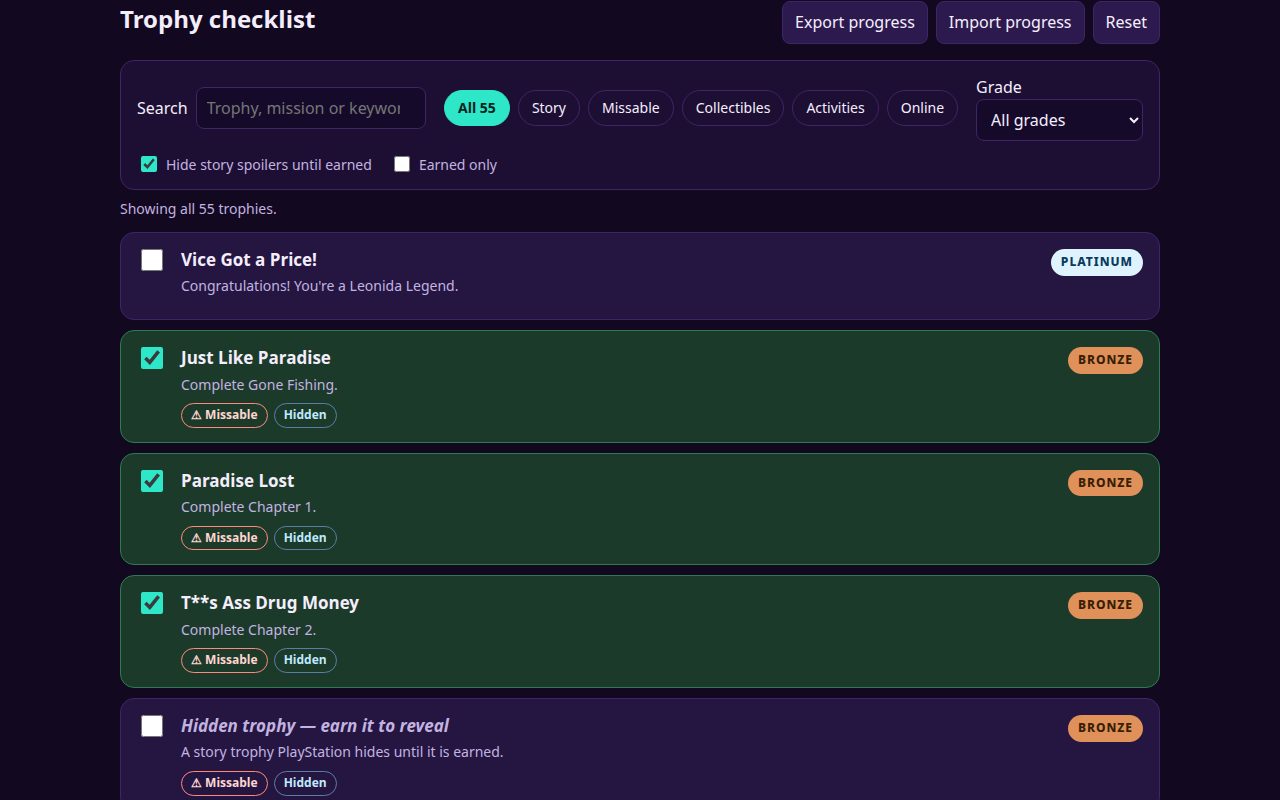 Trophy checklist
Export progress
Import progress
Reset
Search
Trophy, mission or keywor
All 55
Story
Missable
Collectibles
Activities
Online
Grade
All grades
Hide story spoilers until earned
Earned only
Showing all 55 trophies.
Vice Got a Price!
PLATINUM
Congratulations! You're a Leonida Legend.
Just Like Paradise
BRONZE
Complete Gone Fishing.
⚠ Missable
Hidden
Paradise Lost
BRONZE
Complete Chapter 1.
⚠ Missable
Hidden
T**s Ass Drug Money
BRONZE
Complete Chapter 2.
⚠ Missable
Hidden
Hidden trophy — earn it to reveal
BRONZE
A story trophy PlayStation hides until it is earned.
⚠ Missable
Hidden